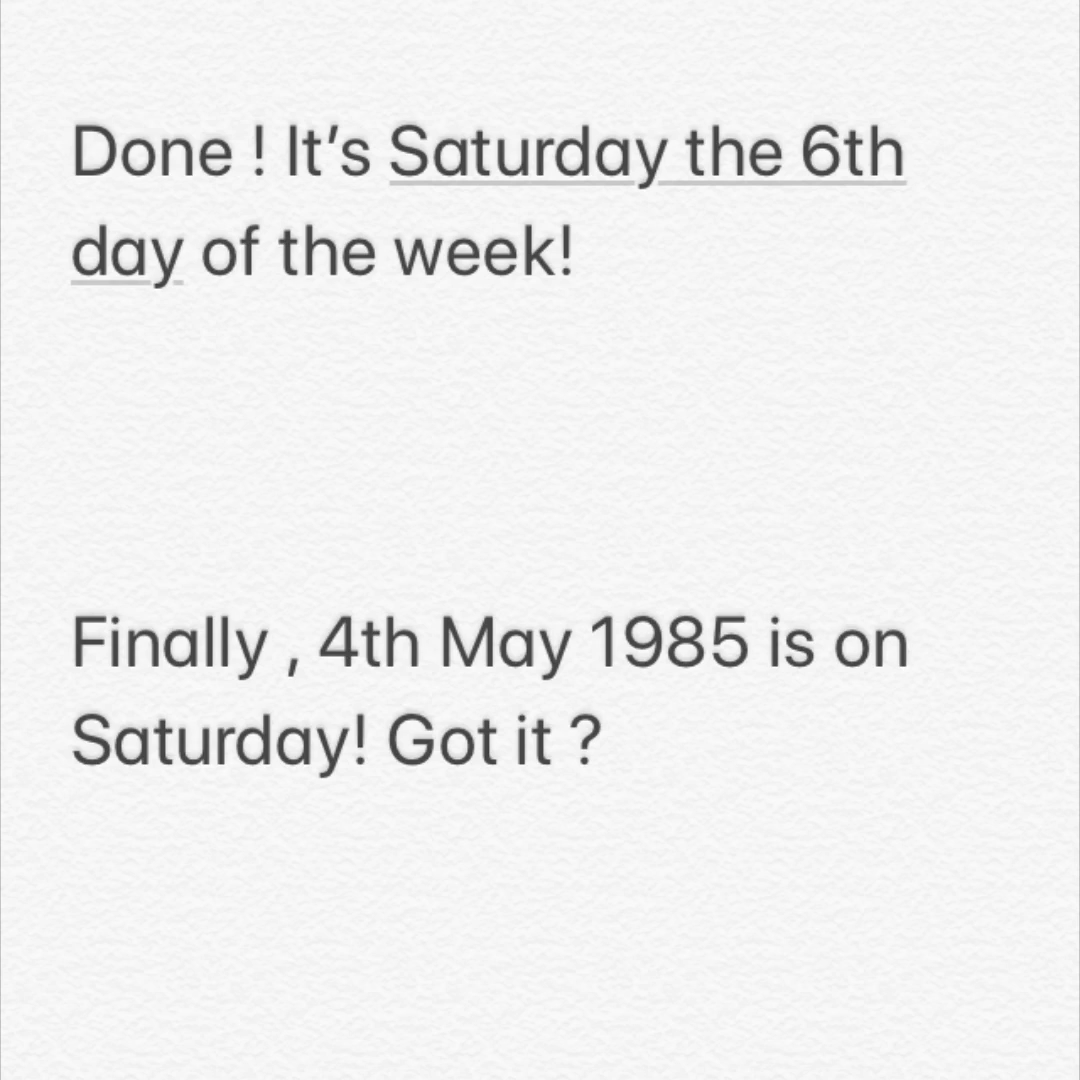 Done ! It’s Saturday the 6th
day of the week!
Finally , 4th May 1985 is on
Saturday! Got it ?